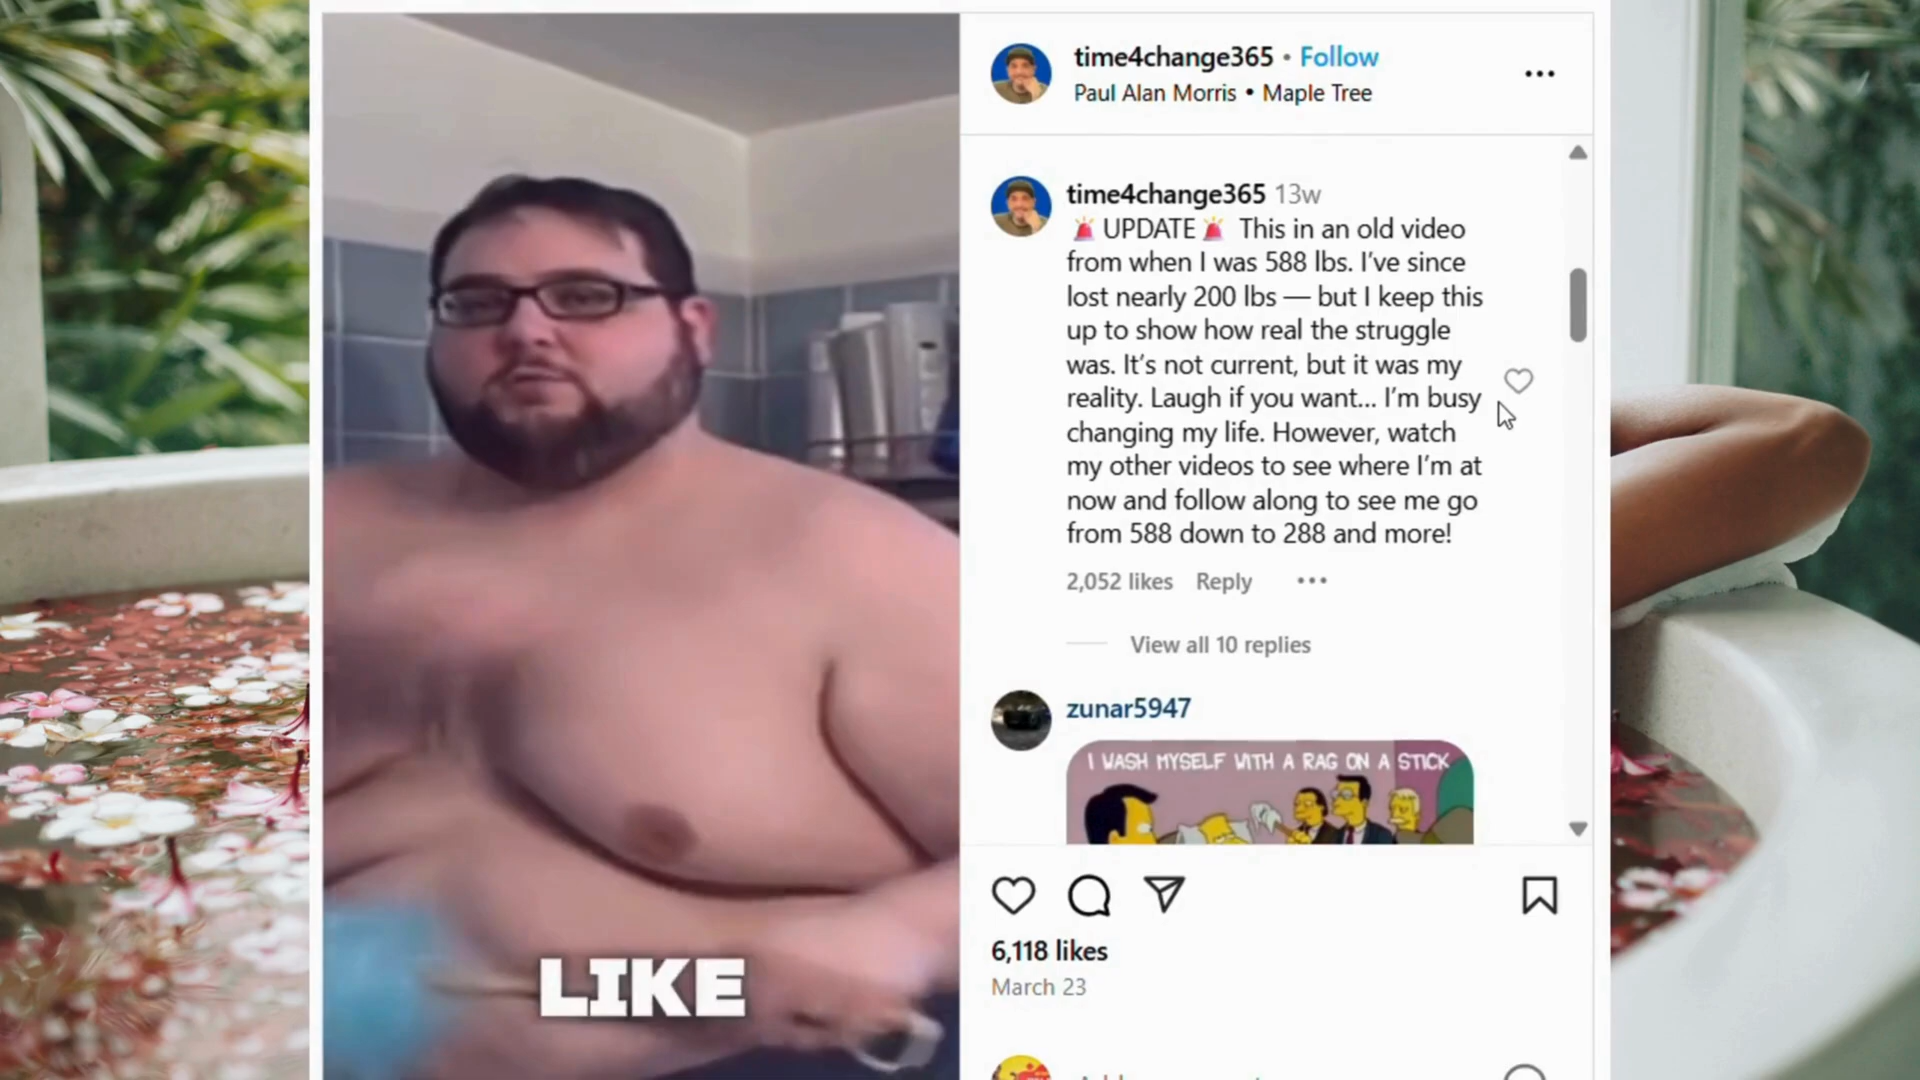 time4change365 • Follow
Paul Alan Morris • Maple Tree
time4change365 13w
🚨 UPDATE 🚨 This in an old video
from when I was 588 lbs. I’ve since
lost nearly 200 lbs — but I keep this
up to show how real the struggle
was. It’s not current, but it was my
reality. Laugh if you want... I’m busy
changing my life. However, watch
my other videos to see where I’m at
now and follow along to see me go
from 588 down to 288 and more!
2,052 likes Reply
View all 10 replies
zunar5947
I WASH MYSELF WITH A RAG ON A STICK
LIKE
6,118 likes
March 23